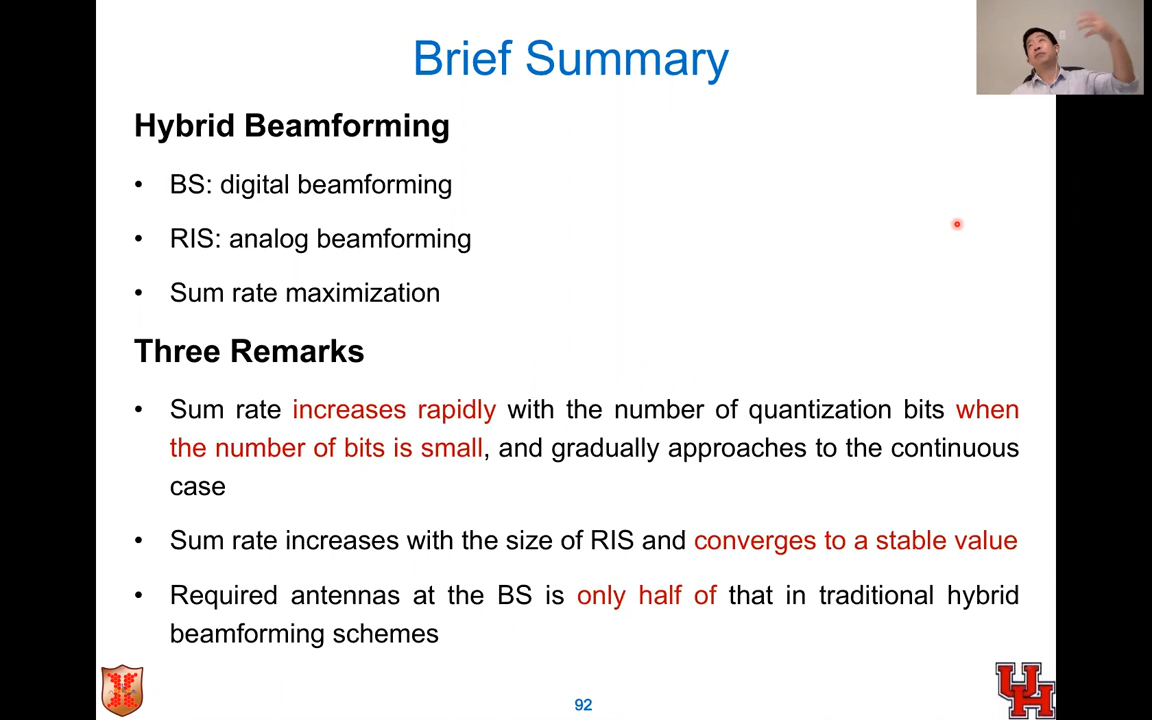 Brief Summary
Hybrid Beamforming
• BS: digital beamforming
• RIS: analog beamforming
• Sum rate maximization
Three Remarks
• Sum rate increases rapidly with the number of quantization bits when
the number of bits is small, and gradually approaches to the continuous
case
• Sum rate increases with the size of RIS and converges to a stable value
• Required antennas at the BS is only half of that in traditional hybrid
beamforming schemes
UH
92